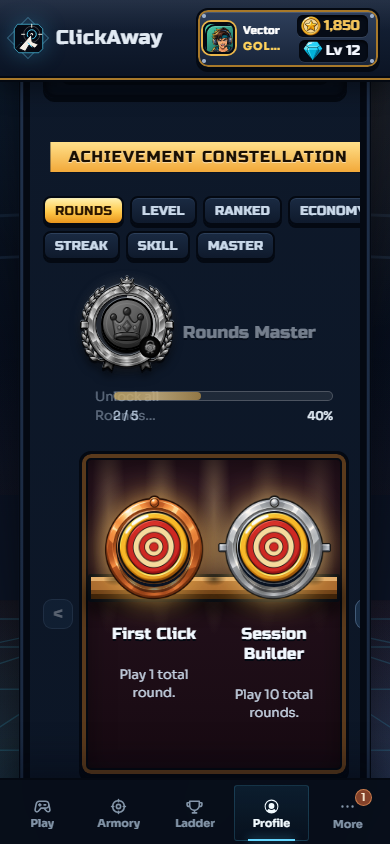 ClickAway
Vector
GOL...
1,850
Lv 12
ACHIEVEMENT CONSTELLATION
ROUNDS
LEVEL
RANKED
ECONOMY
STREAK
SKILL
MASTER
Rounds Master
Unlock all
Rounds...
2 / 5
40%
<
First Click
Session
Builder
Play 1 total
round.
Play 10 total
rounds.
1
Play
Armory
Ladder
Profile
More